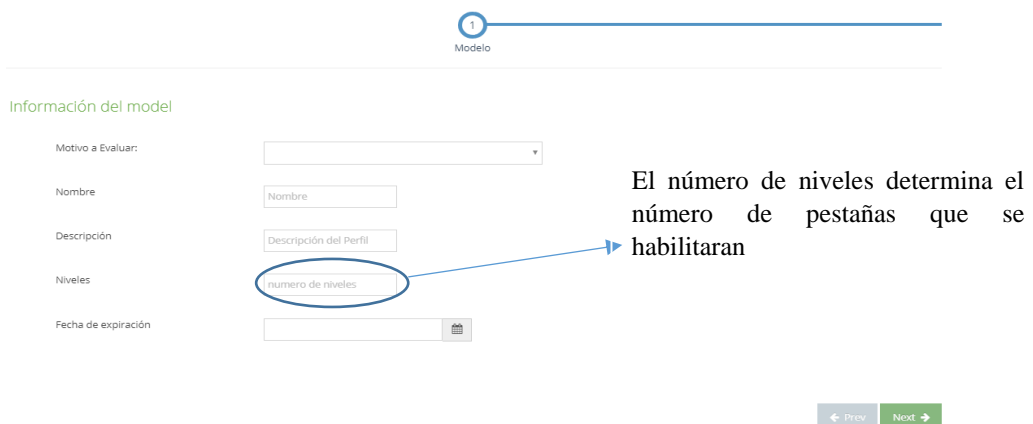 1
Modelo
Información del model
Motivo a Evaluar:
Nombre
Nombre
Descripción
Descripción del Perfil
Niveles
numero de niveles
Fecha de expiración
El número de niveles determina el
número de pestañas que se
habilitaran
Prev
Next